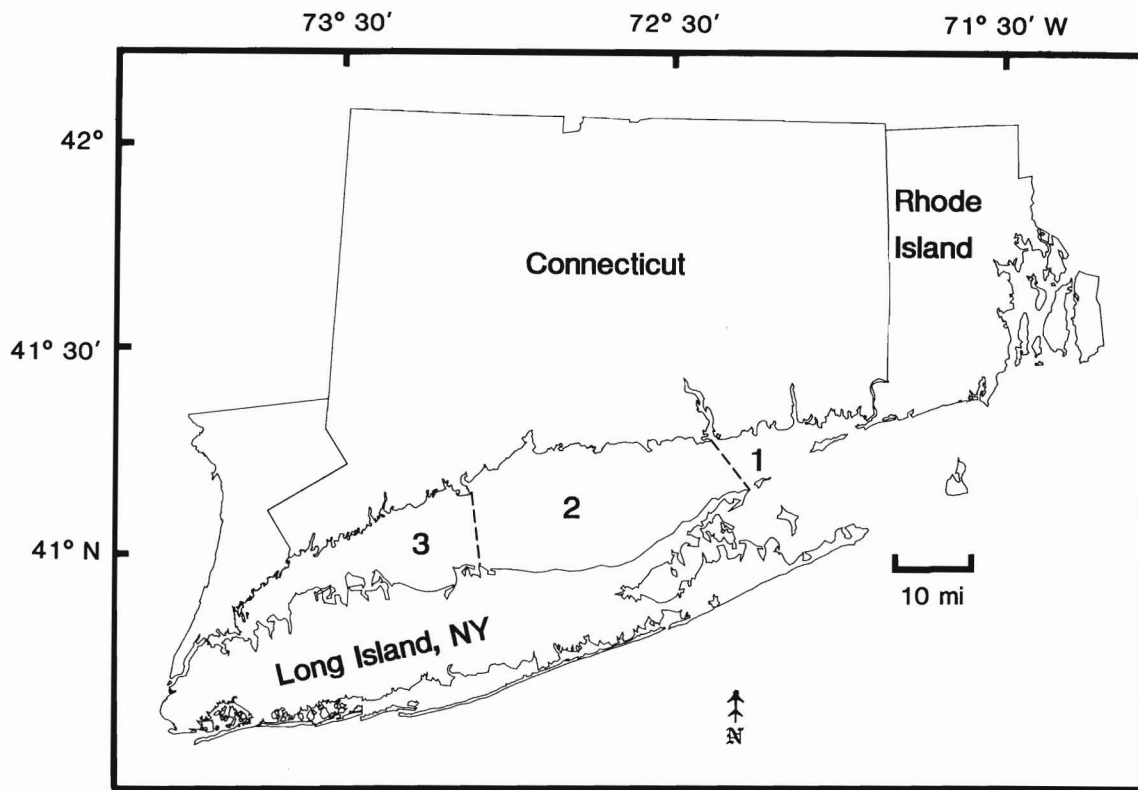 73° 30′ 72° 30′ 71° 30′ W
42°
Rhode
Island
Connecticut
41° 30′
1
2
3
41° N
10 mi
Long Island, NY
N